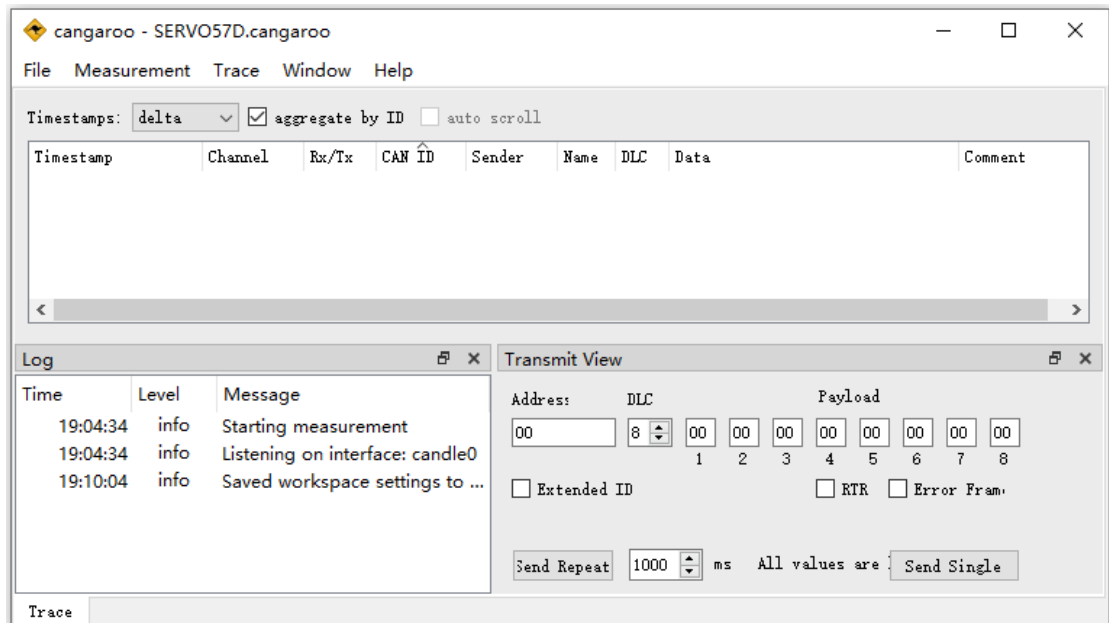 cangaroo - SERVO57D.cangaroo
File Measurement Trace Window Help
Timestamps: delta aggregate by ID auto scroll
Timestamp Channel Rx/Tx CAN ID Sender Name DLC Data Comment
Log
Time Level Message
19:04:34 info Starting measurement
19:04:34 info Listening on interface: candle0
19:10:04 info Saved workspace settings to ...
Transmit View
Address DLC Payload
00 8 00 00 00 00 00 00 00 00
1 2 3 4 5 6 7 8
Extended ID RTR Error Fram
Send Repeat 1000 ms All values are Send Single
Trace